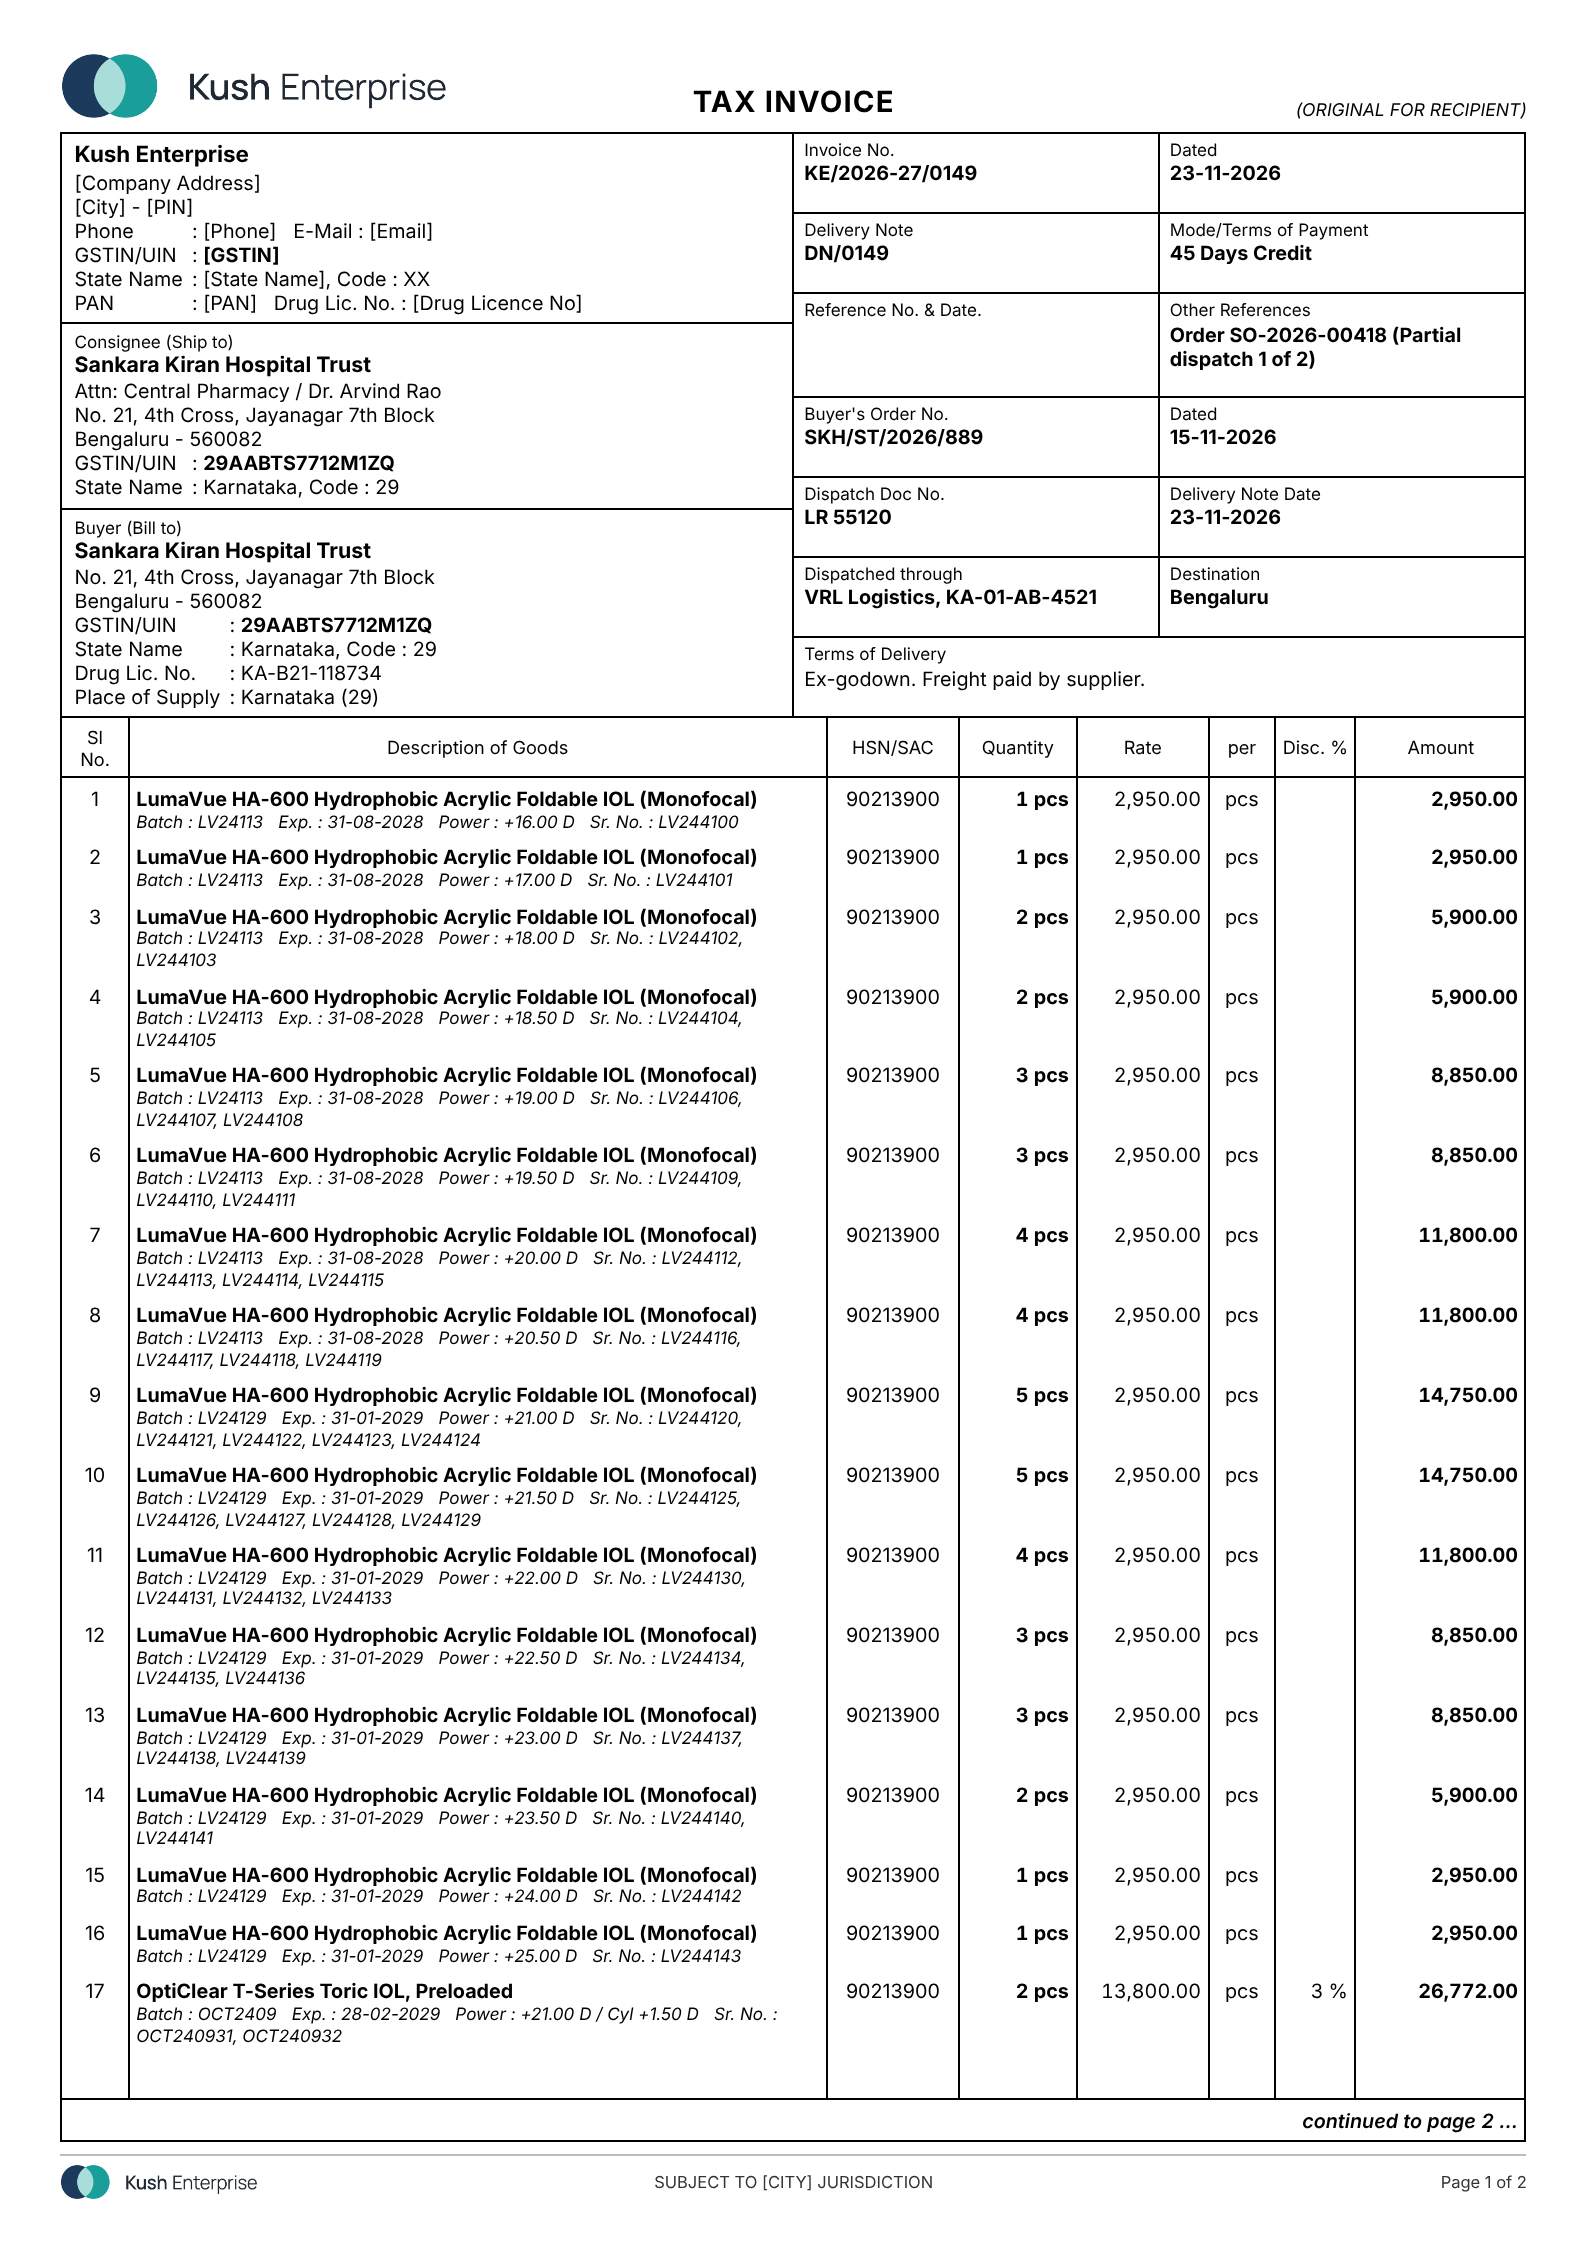 Kush Enterprise
TAX INVOICE
(ORIGINAL FOR RECIPIENT)
Kush Enterprise
[Company Address]
[City] - [PIN]
Phone : [Phone] E-Mail : [Email]
GSTIN/UIN : [GSTIN]
State Name : [State Name], Code : XX
PAN : [PAN] Drug Lic. No. : [Drug Licence No]
Consignee (Ship to)
Sankara Kiran Hospital Trust
Attn: Central Pharmacy / Dr. Arvind Rao
No. 21, 4th Cross, Jayanagar 7th Block
Bengaluru - 560082
GSTIN/UIN : 29AABTS7712M1ZQ
State Name : Karnataka, Code : 29
Buyer (Bill to)
Sankara Kiran Hospital Trust
No. 21, 4th Cross, Jayanagar 7th Block
Bengaluru - 560082
GSTIN/UIN : 29AABTS7712M1ZQ
State Name : Karnataka, Code : 29
Drug Lic. No. : KA-B21-118734
Place of Supply : Karnataka (29)
Invoice No. Dated
KE/2026-27/0149 23-11-2026
Delivery Note Mode/Terms of Payment
DN/0149 45 Days Credit
Reference No. & Date. Other References
Order SO-2026-00418 (Partial
dispatch 1 of 2)
Buyer's Order No. Dated
SKH/ST/2026/889 15-11-2026
Dispatch Doc No. Delivery Note Date
LR 55120 23-11-2026
Dispatched through Destination
VRL Logistics, KA-01-AB-4521 Bengaluru
Terms of Delivery
Ex-godown. Freight paid by supplier.
Sl
No. Description of Goods HSN/SAC Quantity Rate per Disc. % Amount
1 LumaVue HA-600 Hydrophobic Acrylic Foldable IOL (Monofocal) 90213900 1 pcs 2,950.00 pcs 2,950.00
Batch : LV24113 Exp. : 31-08-2028 Power : +16.00 D Sr. No. : LV244100
2 LumaVue HA-600 Hydrophobic Acrylic Foldable IOL (Monofocal) 90213900 1 pcs 2,950.00 pcs 2,950.00
Batch : LV24113 Exp. : 31-08-2028 Power : +17.00 D Sr. No. : LV244101
3 LumaVue HA-600 Hydrophobic Acrylic Foldable IOL (Monofocal) 90213900 2 pcs 2,950.00 pcs 5,900.00
Batch : LV24113 Exp. : 31-08-2028 Power : +18.00 D Sr. No. : LV244102,
LV244103
4 LumaVue HA-600 Hydrophobic Acrylic Foldable IOL (Monofocal) 90213900 2 pcs 2,950.00 pcs 5,900.00
Batch : LV24113 Exp. : 31-08-2028 Power : +18.50 D Sr. No. : LV244104,
LV244105
5 LumaVue HA-600 Hydrophobic Acrylic Foldable IOL (Monofocal) 90213900 3 pcs 2,950.00 pcs 8,850.00
Batch : LV24113 Exp. : 31-08-2028 Power : +19.00 D Sr. No. : LV244106,
LV244107, LV244108
6 LumaVue HA-600 Hydrophobic Acrylic Foldable IOL (Monofocal) 90213900 3 pcs 2,950.00 pcs 8,850.00
Batch : LV24113 Exp. : 31-08-2028 Power : +19.50 D Sr. No. : LV244109,
LV244110, LV244111
7 LumaVue HA-600 Hydrophobic Acrylic Foldable IOL (Monofocal) 90213900 4 pcs 2,950.00 pcs 11,800.00
Batch : LV24113 Exp. : 31-08-2028 Power : +20.00 D Sr. No. : LV244112,
LV244113, LV244114, LV244115
8 LumaVue HA-600 Hydrophobic Acrylic Foldable IOL (Monofocal) 90213900 4 pcs 2,950.00 pcs 11,800.00
Batch : LV24113 Exp. : 31-08-2028 Power : +20.50 D Sr. No. : LV244116,
LV244117, LV244118, LV244119
9 LumaVue HA-600 Hydrophobic Acrylic Foldable IOL (Monofocal) 90213900 5 pcs 2,950.00 pcs 14,750.00
Batch : LV24129 Exp. : 31-01-2029 Power : +21.00 D Sr. No. : LV244120,
LV244121, LV244122, LV244123, LV244124
10 LumaVue HA-600 Hydrophobic Acrylic Foldable IOL (Monofocal) 90213900 5 pcs 2,950.00 pcs 14,750.00
Batch : LV24129 Exp. : 31-01-2029 Power : +21.50 D Sr. No. : LV244125,
LV244126, LV244127, LV244128, LV244129
11 LumaVue HA-600 Hydrophobic Acrylic Foldable IOL (Monofocal) 90213900 4 pcs 2,950.00 pcs 11,800.00
Batch : LV24129 Exp. : 31-01-2029 Power : +22.00 D Sr. No. : LV244130,
LV244131, LV244132, LV244133
12 LumaVue HA-600 Hydrophobic Acrylic Foldable IOL (Monofocal) 90213900 3 pcs 2,950.00 pcs 8,850.00
Batch : LV24129 Exp. : 31-01-2029 Power : +22.50 D Sr. No. : LV244134,
LV244135, LV244136
13 LumaVue HA-600 Hydrophobic Acrylic Foldable IOL (Monofocal) 90213900 3 pcs 2,950.00 pcs 8,850.00
Batch : LV24129 Exp. : 31-01-2029 Power : +23.00 D Sr. No. : LV244137,
LV244138, LV244139
14 LumaVue HA-600 Hydrophobic Acrylic Foldable IOL (Monofocal) 90213900 2 pcs 2,950.00 pcs 5,900.00
Batch : LV24129 Exp. : 31-01-2029 Power : +23.50 D Sr. No. : LV244140,
LV244141
15 LumaVue HA-600 Hydrophobic Acrylic Foldable IOL (Monofocal) 90213900 1 pcs 2,950.00 pcs 2,950.00
Batch : LV24129 Exp. : 31-01-2029 Power : +24.00 D Sr. No. : LV244142
16 LumaVue HA-600 Hydrophobic Acrylic Foldable IOL (Monofocal) 90213900 1 pcs 2,950.00 pcs 2,950.00
Batch : LV24129 Exp. : 31-01-2029 Power : +25.00 D Sr. No. : LV244143
17 OptiClear T-Series Toric IOL, Preloaded 90213900 2 pcs 13,800.00 pcs 3 % 26,772.00
Batch : OCT2409 Exp. : 28-02-2029 Power : +21.00 D / Cyl +1.50 D Sr. No. :
OCT240931, OCT240932
continued to page 2 ...
Kush Enterprise SUBJECT TO [CITY] JURISDICTION Page 1 of 2